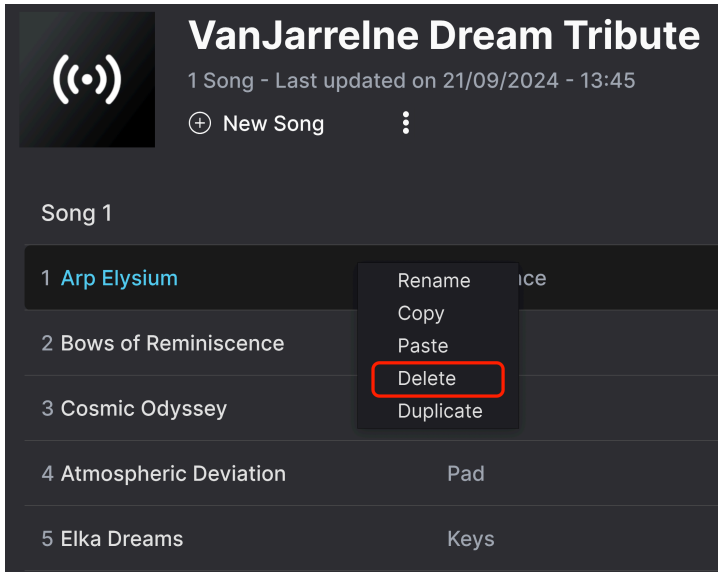 VanJarreIne Dream Tribute
1 Song - Last updated on 21/09/2024 - 13:45
New Song
Song 1
1 Arp Elysium
Rename
Copy
Paste
Delete
Duplicate
2 Bows of Reminiscence
3 Cosmic Odyssey
4 Atmospheric Deviation Pad
5 Elka Dreams Keys